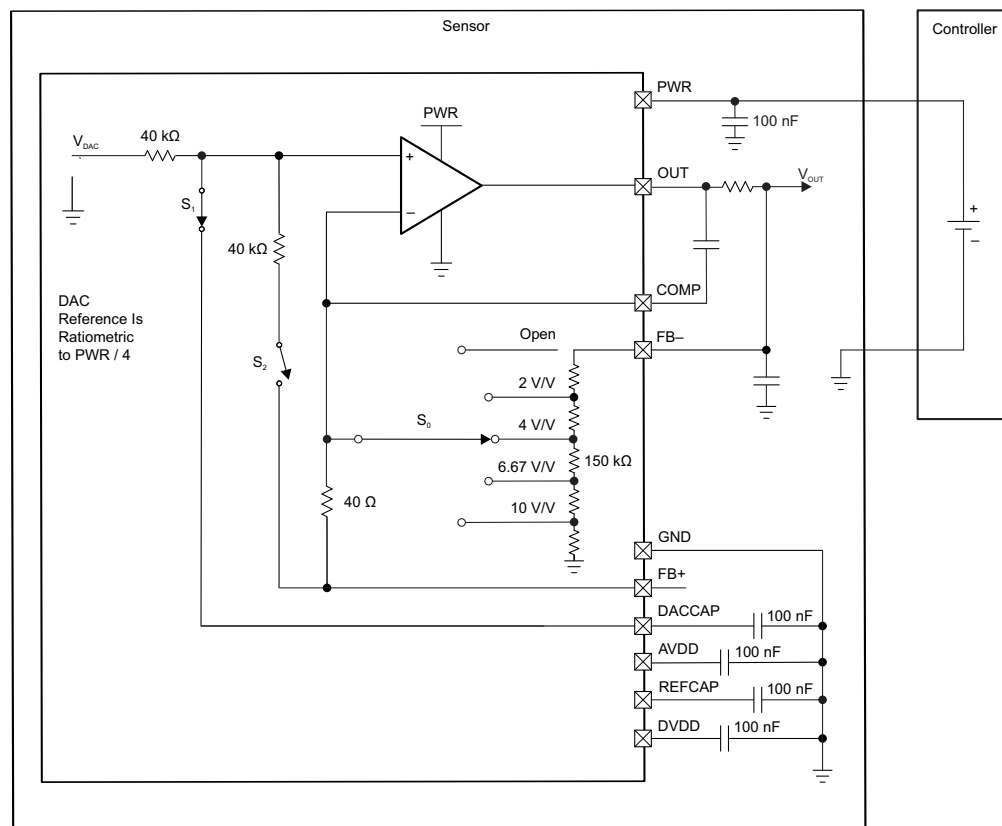 Sensor
Controller
PWR
PWR
100 nF
V_DAC
40 kΩ
+
OUT
V_OUT
S_1
–
+
–
40 kΩ
DAC
Reference Is
Ratiometric
to PWR / 4
COMP
Open
FB–
S_2
2 V/V
S_0
4 V/V
6.67 V/V
150 kΩ
40 Ω
10 V/V
GND
FB+
DACCAP
100 nF
AVDD
100 nF
REFCAP
100 nF
DVDD
100 nF